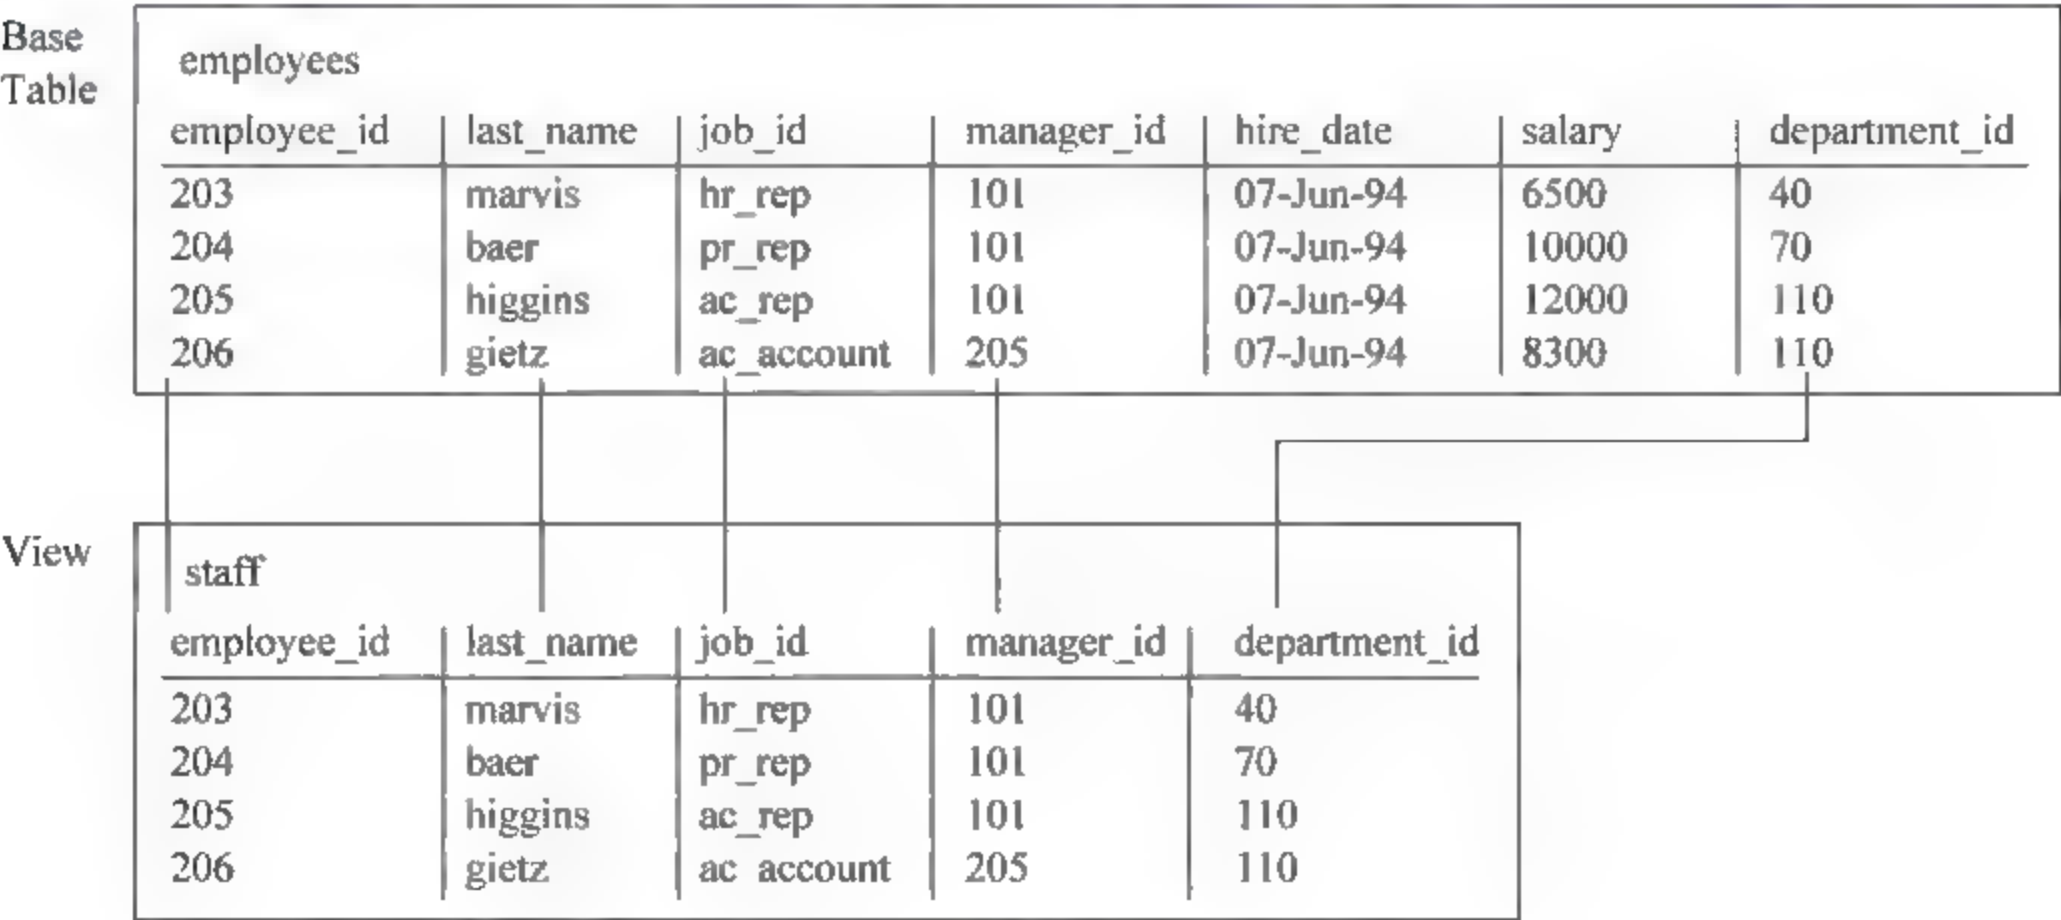 Base
Table
employees
employee_id last_name job_id manager_id hire_date salary department_id
203 marvis hr_rep 101 07-Jun-94 6500 40
204 baer pr_rep 101 07-Jun-94 10000 70
205 higgins ac_rep 101 07-Jun-94 12000 110
206 gietz ac_account 205 07-Jun-94 8300 110
View
staff
employee_id last_name job_id manager_id department_id
203 marvis hr_rep 101 40
204 baer pr_rep 101 70
205 higgins ac_rep 101 110
206 gietz ac account 205 110